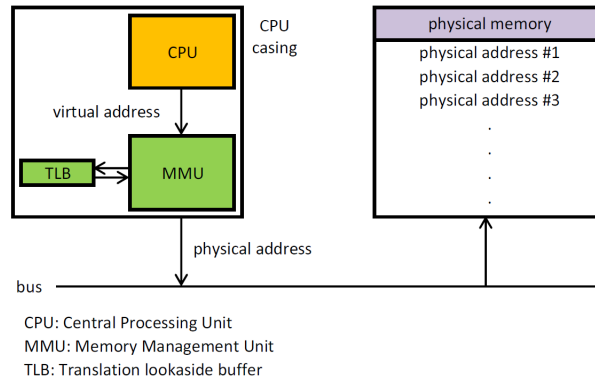 CPU
casing
CPU
virtual address
TLB
MMU
physical address
bus
physical memory
physical address #1
physical address #2
physical address #3
.
.
.
.
CPU: Central Processing Unit
MMU: Memory Management Unit
TLB: Translation lookaside buffer